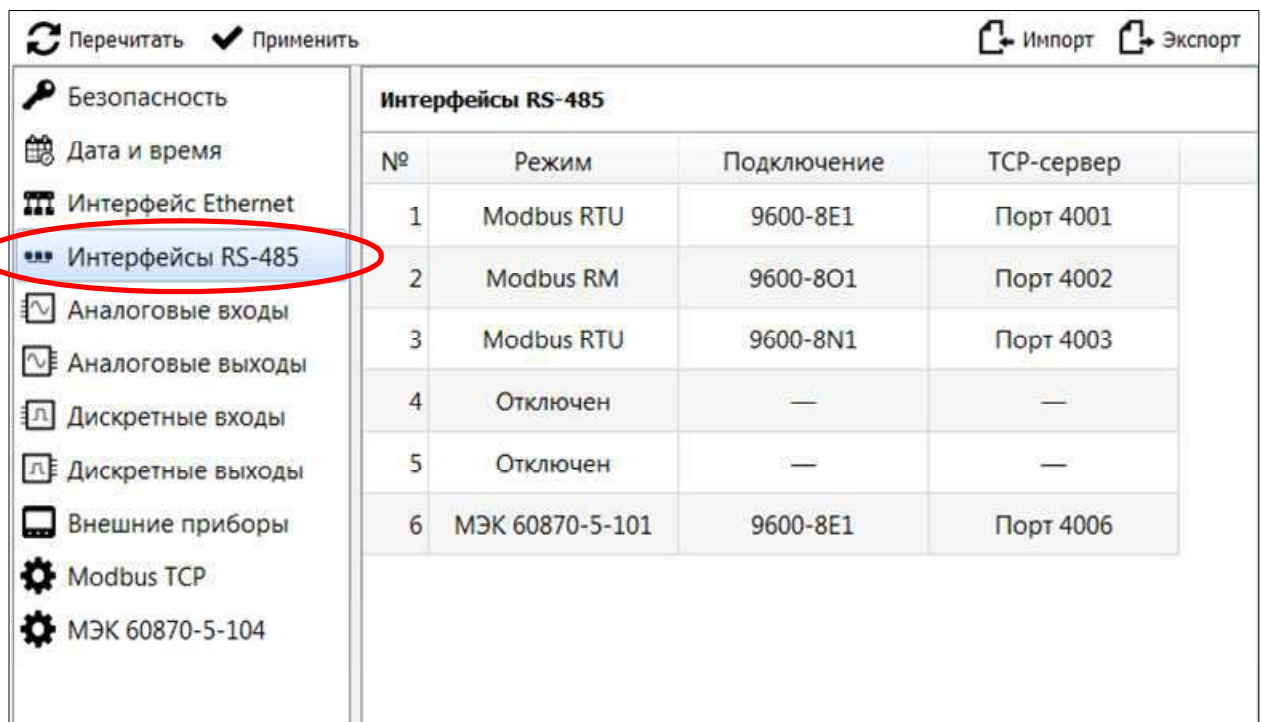 Перечитать Применить Импорт Экспорт
Безопасность
Дата и время
Интерфейс Ethernet
Интерфейсы RS-485
Аналоговые входы
Аналоговые выходы
Дискретные входы
Дискретные выходы
Внешние приборы
Modbus TCP
МЭК 60870-5-104
Интерфейсы RS-485
№ Режим Подключение TCP-сервер
1 Modbus RTU 9600-8E1 Порт 4001
2 Modbus RM 9600-8O1 Порт 4002
3 Modbus RTU 9600-8N1 Порт 4003
4 Отключен — —
5 Отключен — —
6 МЭК 60870-5-101 9600-8E1 Порт 4006